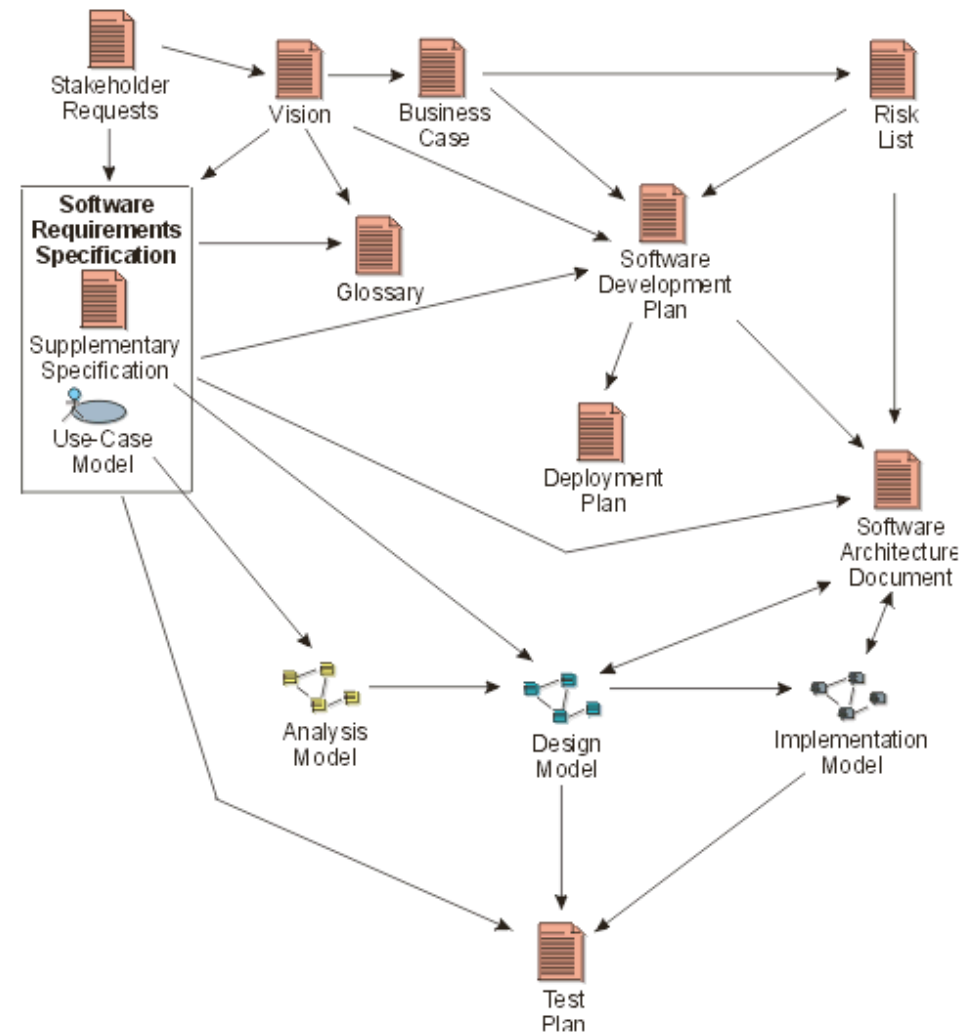 Stakeholder
Requests
Vision
Business
Case
Risk
List
Software
Requirements
Specification
Supplementary
Specification
Use-Case
Model
Glossary
Software
Development
Plan
Deployment
Plan
Software
Architecture
Document
Analysis
Model
Design
Model
Implementation
Model
Test
Plan